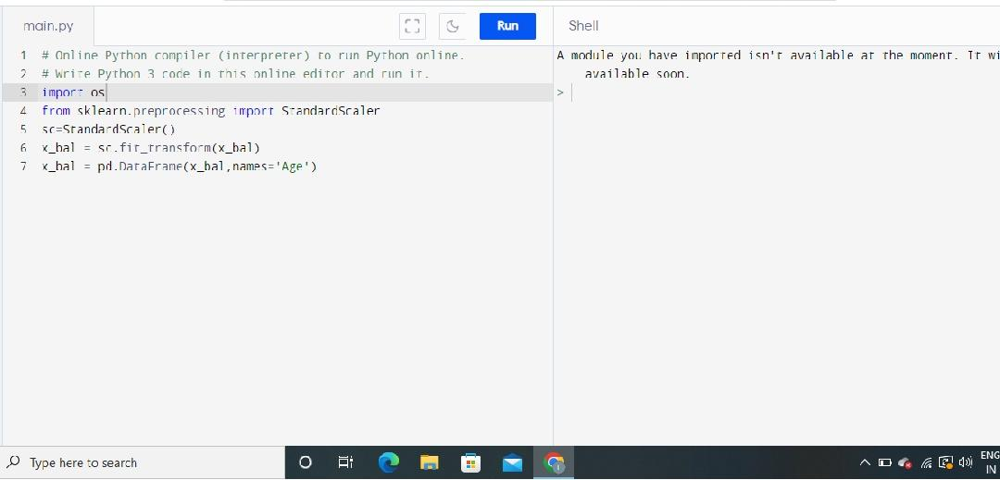 main.py
Run
Shell
1 # Online Python compiler (interpreter) to run Python online.
2 # Write Python 3 code in this online editor and run it.
3 import os
4 from sklearn.preprocessing import StandardScaler
5 sc=StandardScaler()
6 x_bal = sc.fit_transform(x_bal)
7 x_bal = pd.DataFrame(x_bal,names='Age')
A module you have imported isn't available at the moment. It wi
available soon.
>
Type here to search
ENG
IN